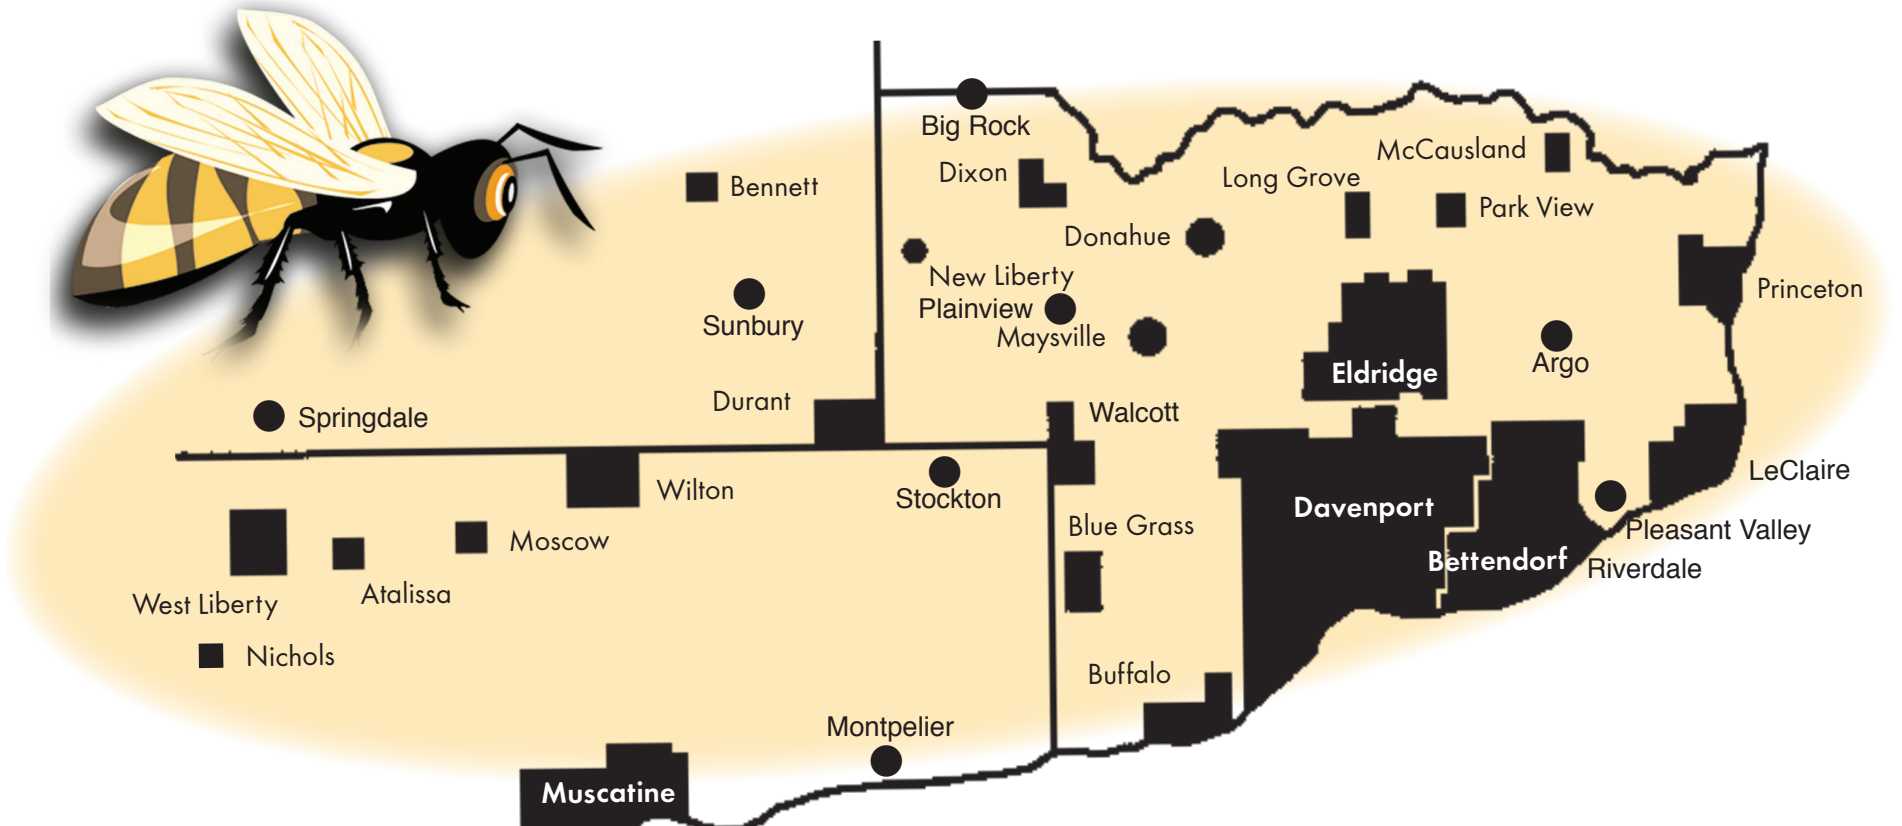 Big Rock
McCausland
Dixon
Long Grove
Bennett
Park View
Donahue
New Liberty
Princeton
Plainview
Sunbury
Maysville
Argo
Eldridge
Durant
Walcott
Springdale
LeClaire
Wilton
Stockton
Davenport
Blue Grass
Pleasant Valley
Moscow
Bettendorf
Riverdale
Atalissa
West Liberty
Nichols
Buffalo
Montpelier
Muscatine